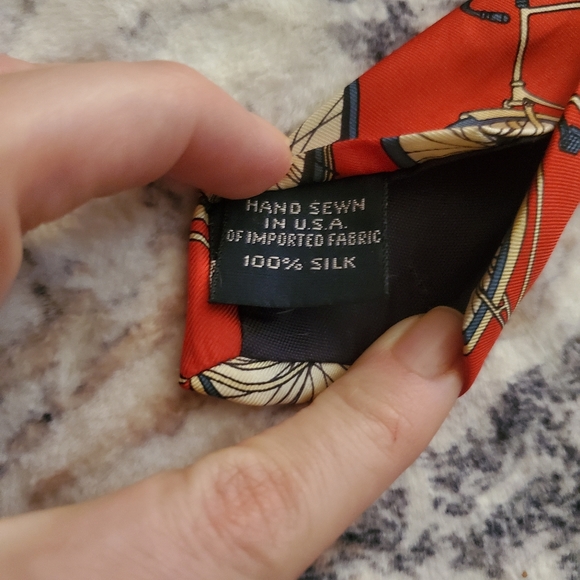 HAND SEWN
IN U.S.A.
OF IMPORTED FABRIC
100% SILK